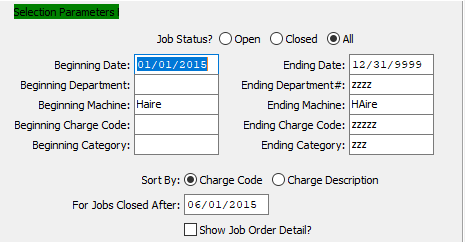 Selection Parameters
Job Status? Open Closed All
Beginning Date: 01/01/2015 Ending Date: 12/31/9999
Beginning Department: Ending Department#: zzzz
Beginning Machine: Haire Ending Machine: HAire
Beginning Charge Code: Ending Charge Code: zzzzz
Beginning Category: Ending Category: zzz
Sort By: Charge Code Charge Description
For Jobs Closed After: 06/01/2015
Show Job Order Detail?